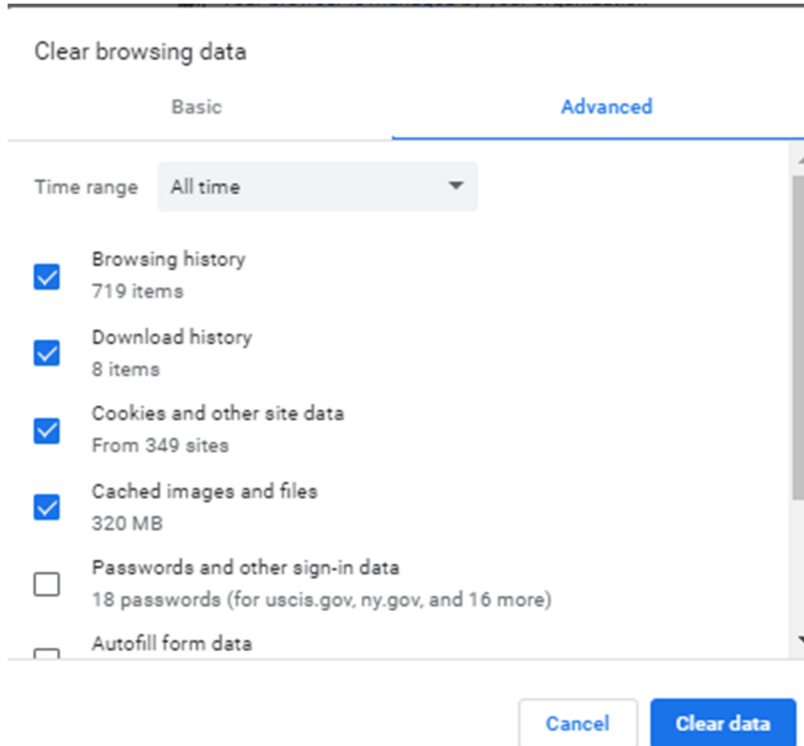 Clear browsing data
Basic
Advanced
Time range
All time
Browsing history
719 items
Download history
8 items
Cookies and other site data
From 349 sites
Cached images and files
320 MB
Passwords and other sign-in data
18 passwords (for uscis.gov, ny.gov, and 16 more)
Autofill form data
Cancel
Clear data